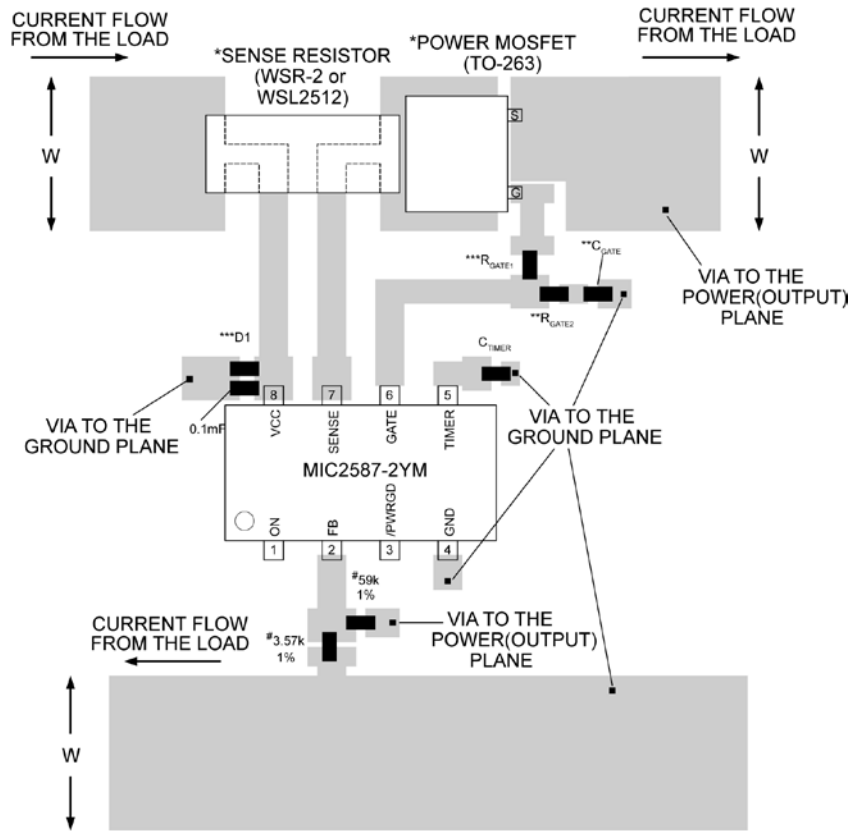 CURRENT FLOW
FROM THE LOAD
*SENSE RESISTOR
(WSR-2 or
WSL2512)
*POWER MOSFET
(TO-263)
CURRENT FLOW
FROM THE LOAD
W
S
G
W
***RGATE1
**CGATE
**RGATE2
VIA TO THE
POWER(OUTPUT)
PLANE
***D1
CTIMER
VIA TO THE
GROUND PLANE
0.1mF
8
7
6
5
VCC
SENSE
GATE
TIMER
VIA TO THE
GROUND PLANE
MIC2587-2YM
ON
FB
/PWRGD
GND
1
2
3
4
#59k
1%
CURRENT FLOW
FROM THE LOAD
#3.57k
1%
VIA TO THE
POWER(OUTPUT)
PLANE
W